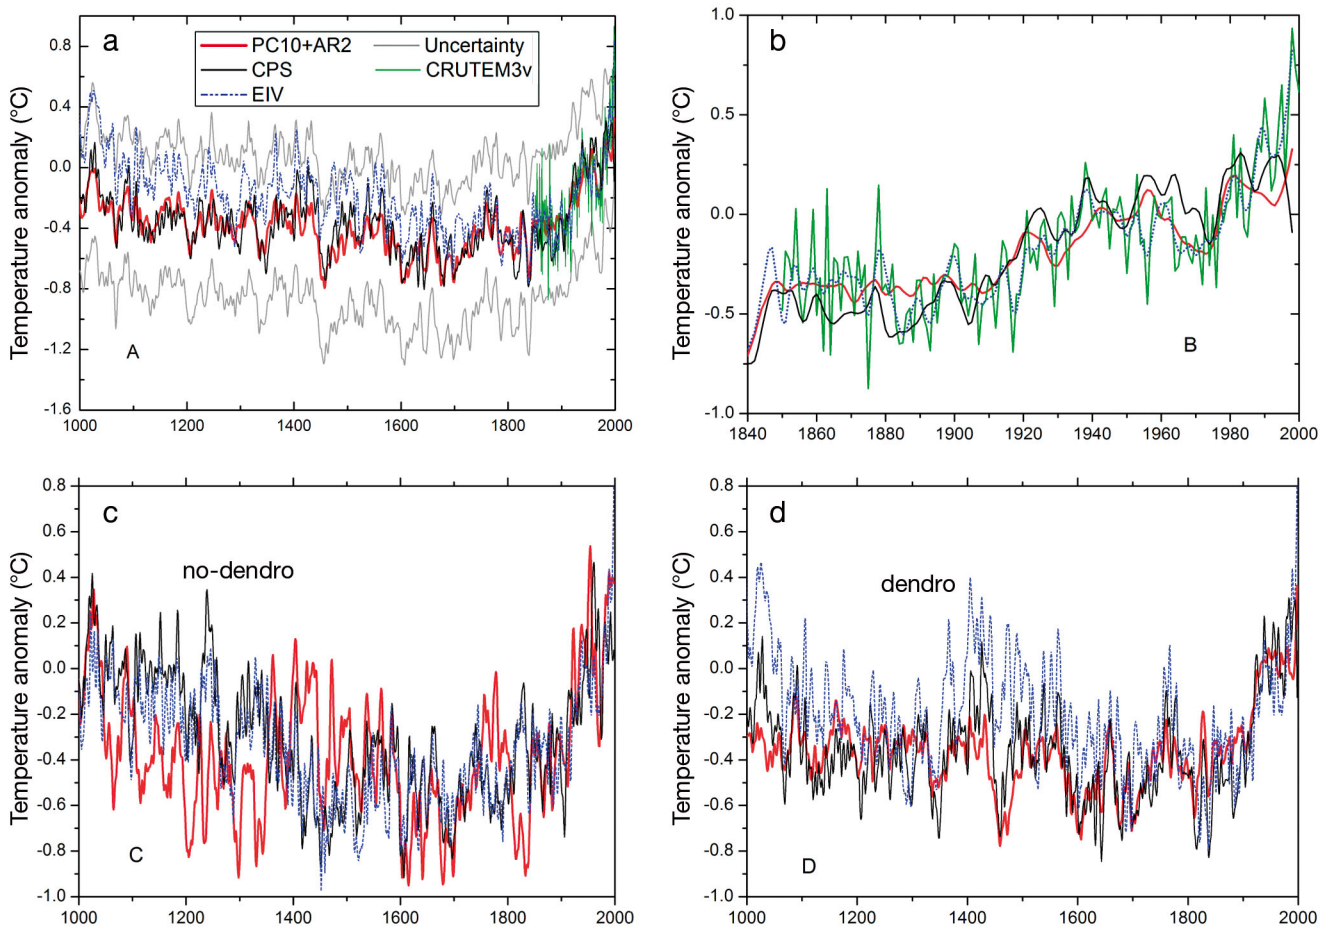 a
PC10+AR2
Uncertainty
CPS
CRUTEM3v
EIV
Temperature anomaly (°C)
0.8
0.4
0.0
-0.4
-0.8
-1.2
-1.6
A
1000 1200 1400 1600 1800 2000
b
Temperature anomaly (°C)
1.0
0.5
0.0
-0.5
-1.0
B
1840 1860 1880 1900 1920 1940 1960 1980 2000
c
no-dendro
Temperature anomaly (°C)
0.8
0.6
0.4
0.2
0.0
-0.2
-0.4
-0.6
-0.8
-1.0
C
1000 1200 1400 1600 1800 2000
d
dendro
Temperature anomaly (°C)
0.8
0.6
0.4
0.2
0.0
-0.2
-0.4
-0.6
-0.8
-1.0
D
1000 1200 1400 1600 1800 2000